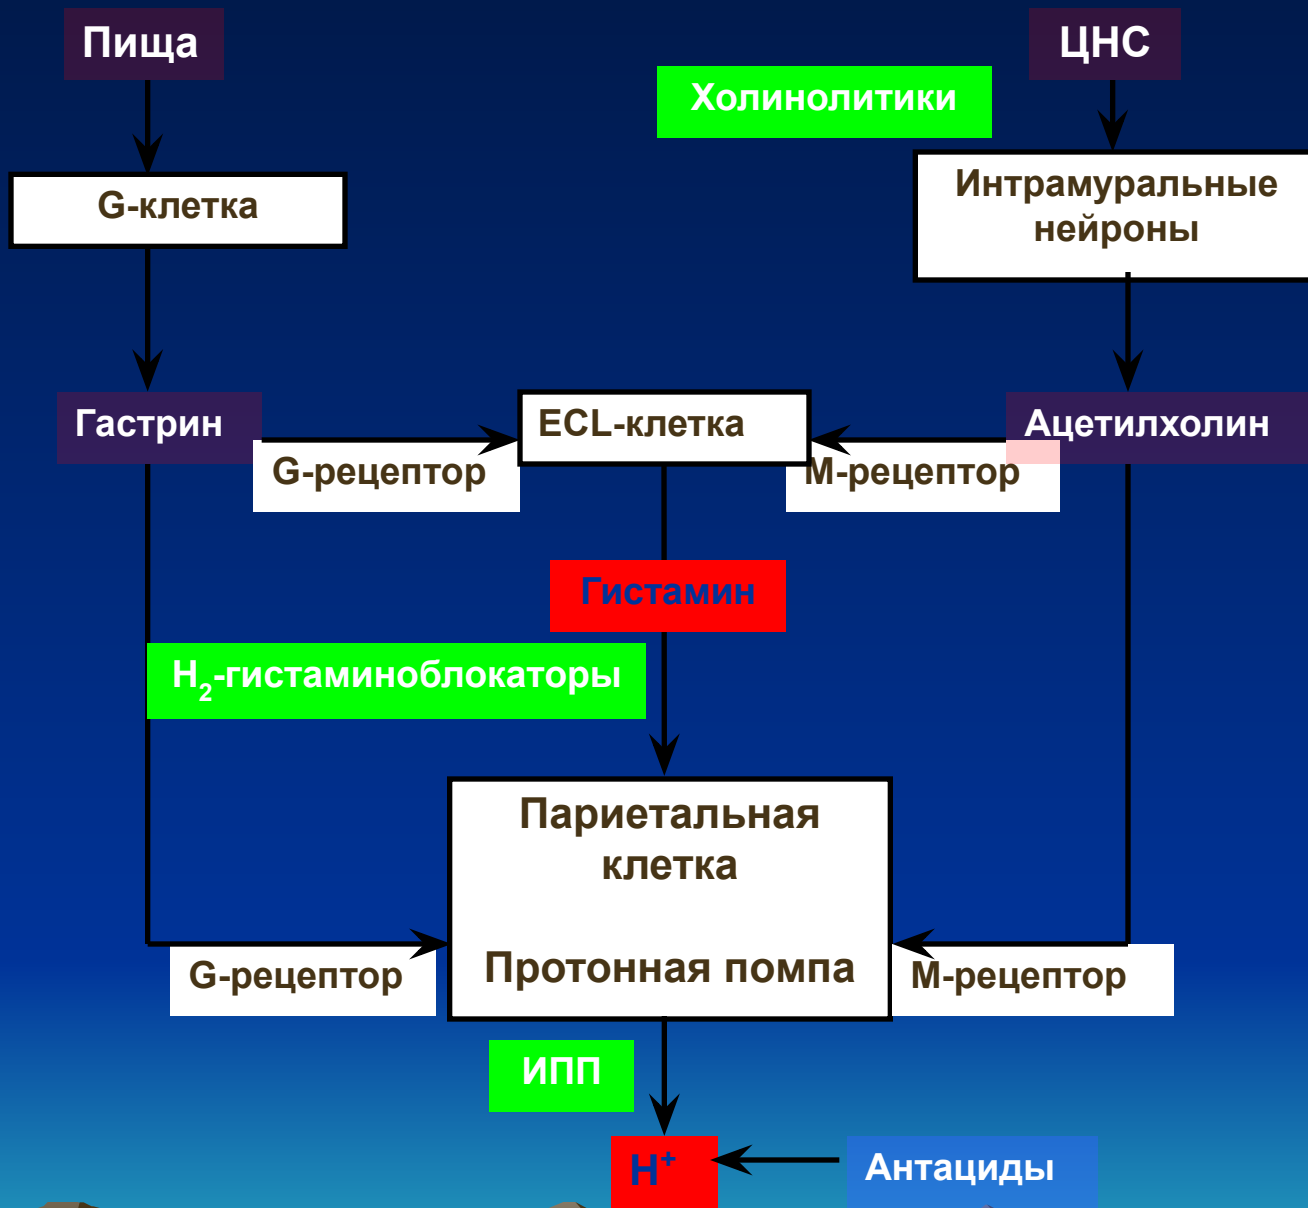 Пища
ЦНС
Холинолитики
G-клетка
Интрамуральные
нейроны
Гастрин
ECL-клетка
Ацетилхолин
G-рецептор
М-рецептор
Гистамин
H₂-гистаминоблокаторы
Париетальная
клетка
Протонная помпа
G-рецептор
М-рецептор
ИПП
H⁺
Антациды